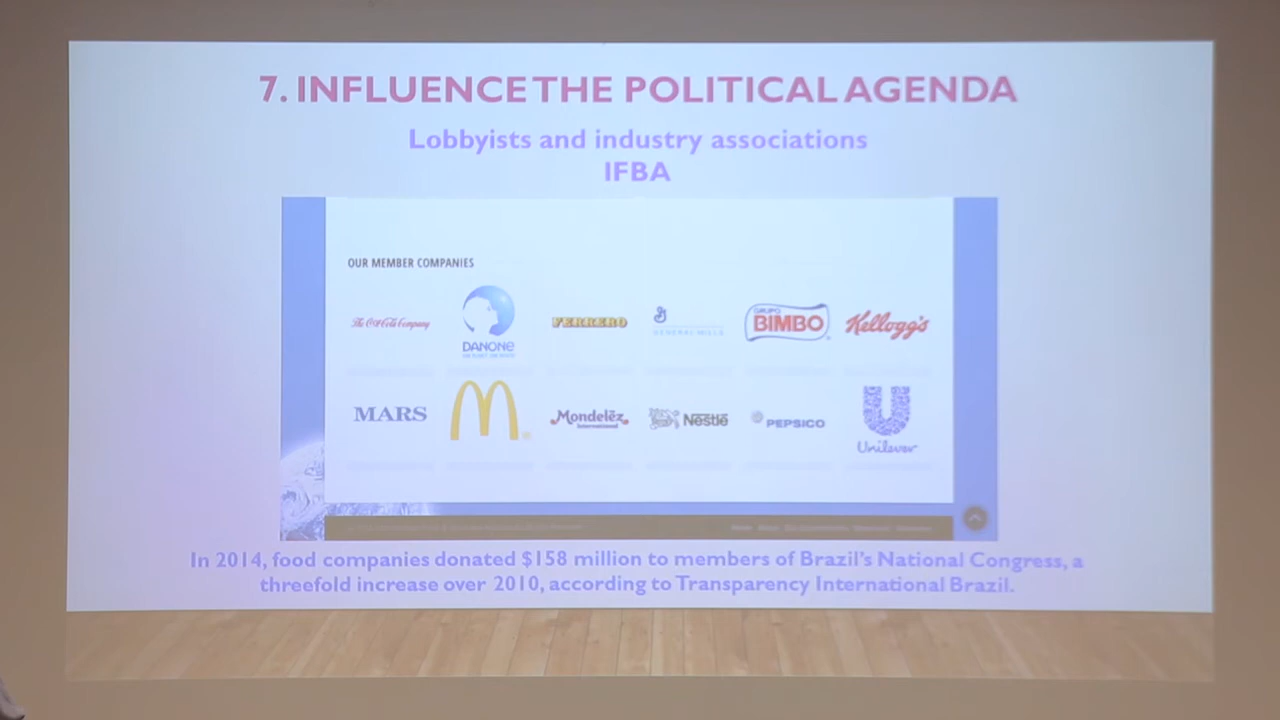 7. INFLUENCE THE POLITICAL AGENDA
Lobbyists and industry associations
IFBA
OUR MEMBER COMPANIES
The Coca-Cola Company
DANONE
FERRERO
GENERAL MILLS
GRUPO
BIMBO
Kellogg's
MARS
Mondelēz
International
Nestlé
PEPSICO
Unilever
In 2014, food companies donated $158 million to members of Brazil's National Congress, a
threefold increase over 2010, according to Transparency International Brazil.